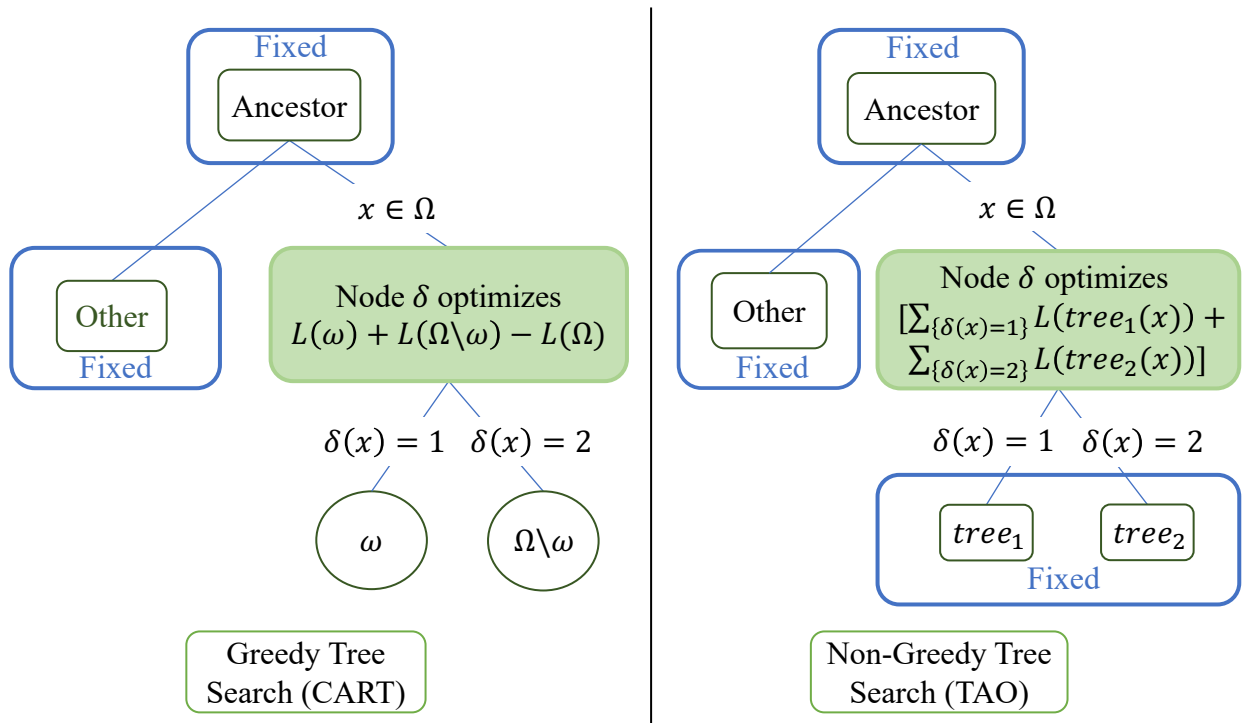 Fixed
Ancestor
x ∈ Ω
Other
Fixed
Node δ optimizes
L(ω) + L(Ω\ω) − L(Ω)
δ(x) = 1 δ(x) = 2
ω
Ω\ω
Greedy Tree
Search (CART)
Fixed
Ancestor
x ∈ Ω
Other
Fixed
Node δ optimizes
[∑{δ(x)=1} L(tree₁(x)) +
∑{δ(x)=2} L(tree₂(x))]
δ(x) = 1 δ(x) = 2
tree₁
tree₂
Fixed
Non-Greedy Tree
Search (TAO)